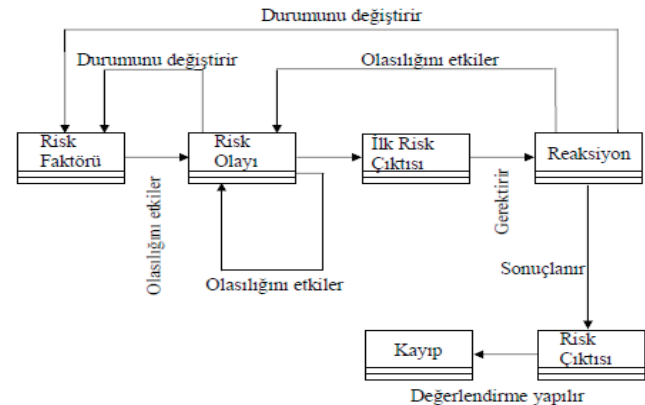 Durumunu değiştirir
Durumunu değiştirir
Olasılığını etkiler
Risk
Faktörü
Risk
Olayı
İlk Risk
Çıktısı
Reaksiyon
Olasılığını etkiler
Gerektirir
Olasılığını etkiler
Sonuçlanır
Kayıp
Risk
Çıktısı
Değerlendirme yapılır